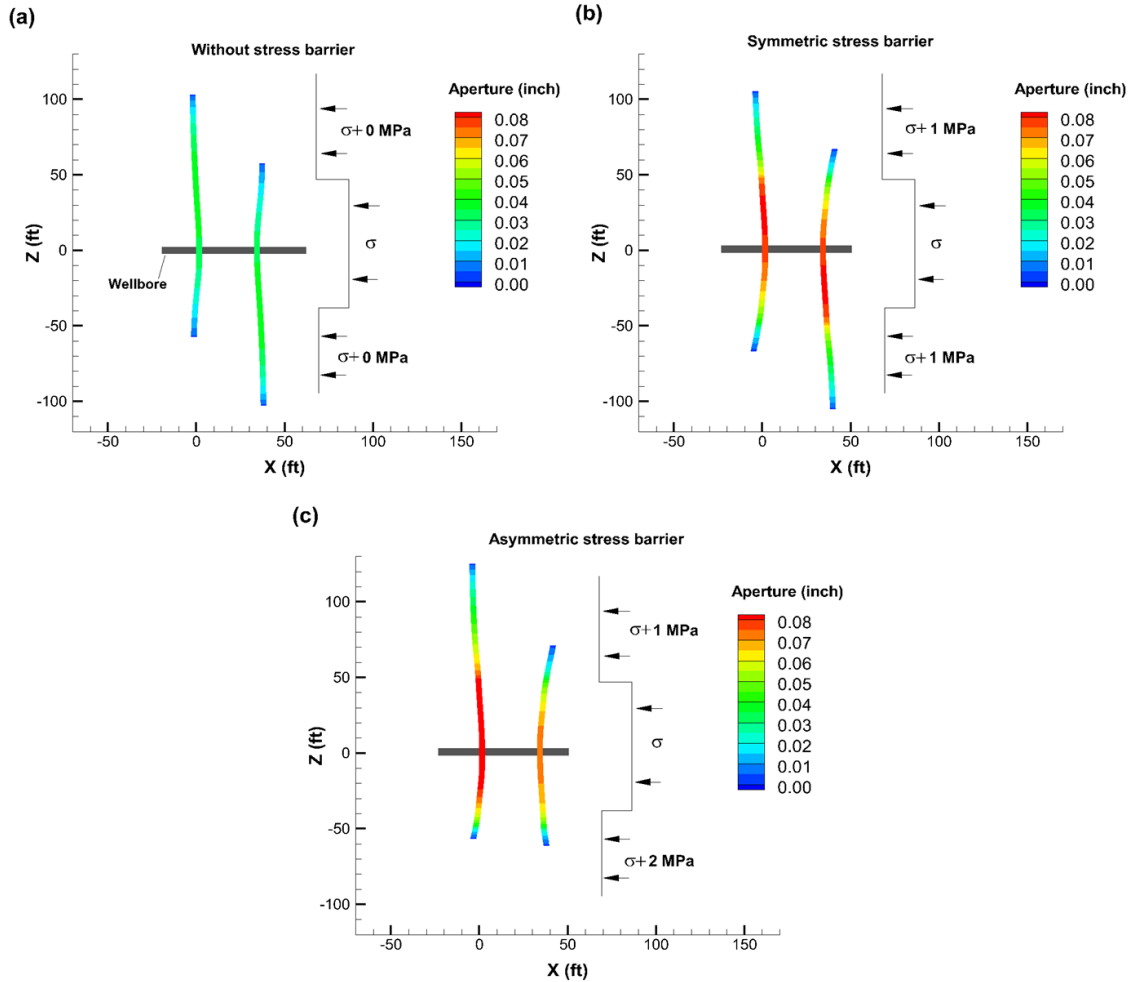 (a)
Without stress barrier
Z (ft)
100
50
0
-50
-100
-50 0 50 100 150
X (ft)
Wellbore
σ+0 MPa
σ
σ+0 MPa
Aperture (inch)
0.08
0.07
0.06
0.05
0.04
0.03
0.02
0.01
0.00
(b)
Symmetric stress barrier
Z (ft)
100
50
0
-50
-100
-50 0 50 100 150
X (ft)
σ+1 MPa
σ
σ+1 MPa
Aperture (inch)
0.08
0.07
0.06
0.05
0.04
0.03
0.02
0.01
0.00
(c)
Asymmetric stress barrier
Z (ft)
100
50
0
-50
-100
-50 0 50 100 150
X (ft)
σ+1 MPa
σ
σ+2 MPa
Aperture (inch)
0.08
0.07
0.06
0.05
0.04
0.03
0.02
0.01
0.00